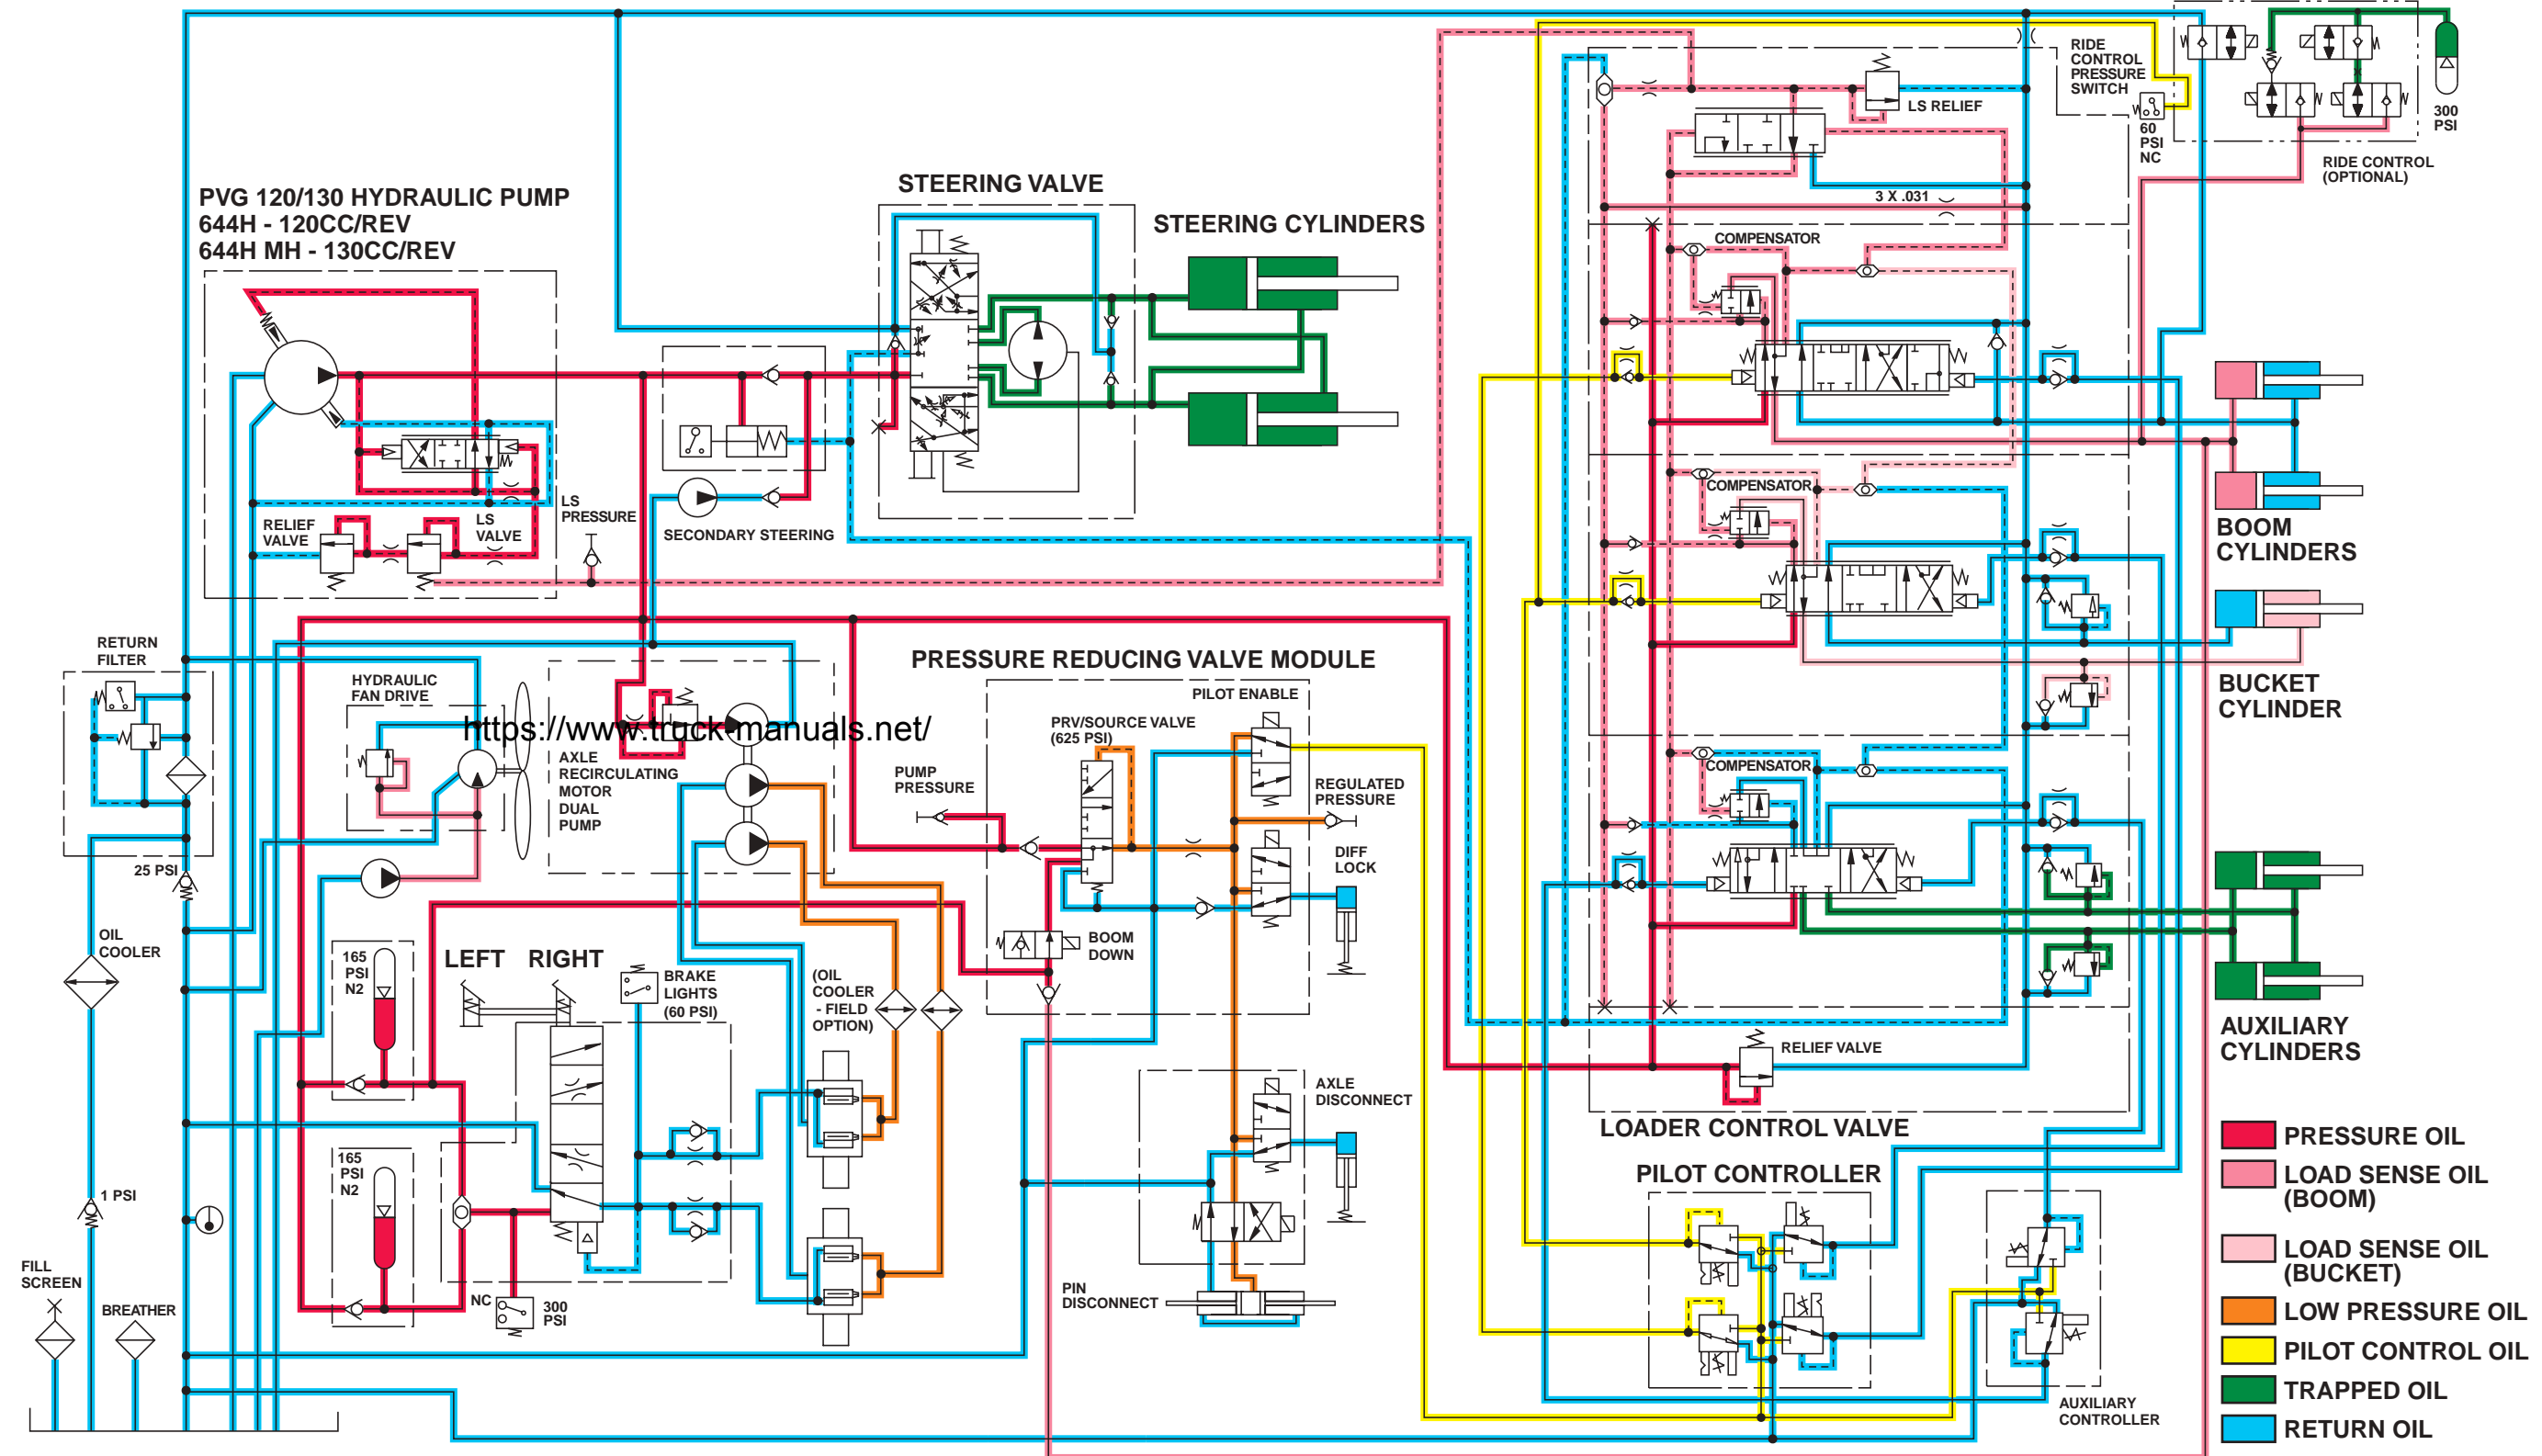 PVG 120/130 HYDRAULIC PUMP
644H - 120CC/REV
644H MH - 130CC/REV
STEERING VALVE
STEERING CYLINDERS
RIDE
CONTROL
PRESSURE
SWITCH
60
PSI
NC
300
PSI
RIDE CONTROL
(OPTIONAL)
LS RELIEF
3 X .031
COMPENSATOR
COMPENSATOR
COMPENSATOR
RELIEF
VALVE
LS
VALVE
LS
PRESSURE
SECONDARY STEERING
BOOM
CYLINDERS
BUCKET
CYLINDER
AUXILIARY
CYLINDERS
RETURN
FILTER
HYDRAULIC
FAN DRIVE
https://www.truck-manuals.net/
AXLE
RECIRCULATING
MOTOR
DUAL
PUMP
PRESSURE REDUCING VALVE MODULE
PILOT ENABLE
PRV/SOURCE VALVE
(625 PSI)
PUMP
PRESSURE
REGULATED
PRESSURE
DIFF
LOCK
BOOM
DOWN
25 PSI
OIL
COOLER
165
PSI
N2
LEFT
RIGHT
BRAKE
LIGHTS
(60 PSI)
(OIL
COOLER
- FIELD
OPTION)
RELIEF VALVE
LOADER CONTROL VALVE
AXLE
DISCONNECT
165
PSI
N2
1 PSI
FILL
SCREEN
BREATHER
NC
300
PSI
PIN
DISCONNECT
PILOT CONTROLLER
AUXILIARY
CONTROLLER
PRESSURE OIL
LOAD SENSE OIL
(BOOM)
LOAD SENSE OIL
(BUCKET)
LOW PRESSURE OIL
PILOT CONTROL OIL
TRAPPED OIL
RETURN OIL